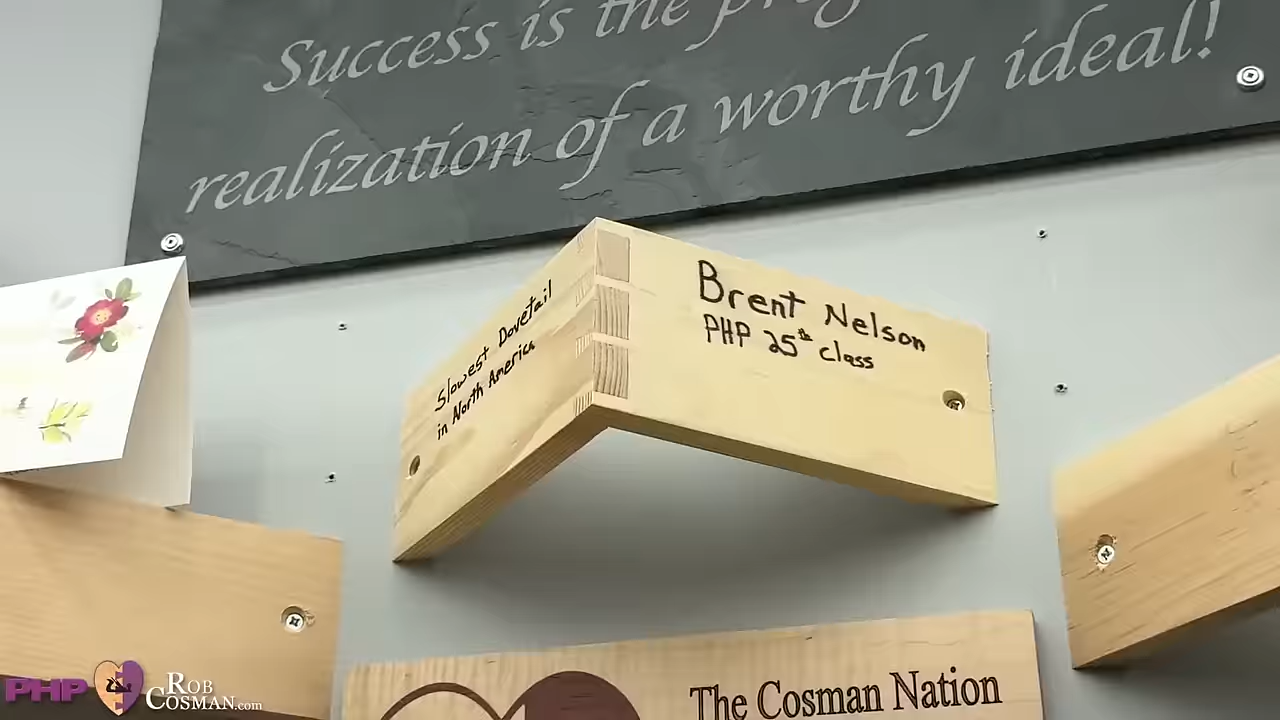 Success is the
realization of a worthy ideal!
Slowest Dovetail
in North America
Brent Nelson
PHP 25th class
The Cosman Nation
PHP
ROB
COSMAN.com